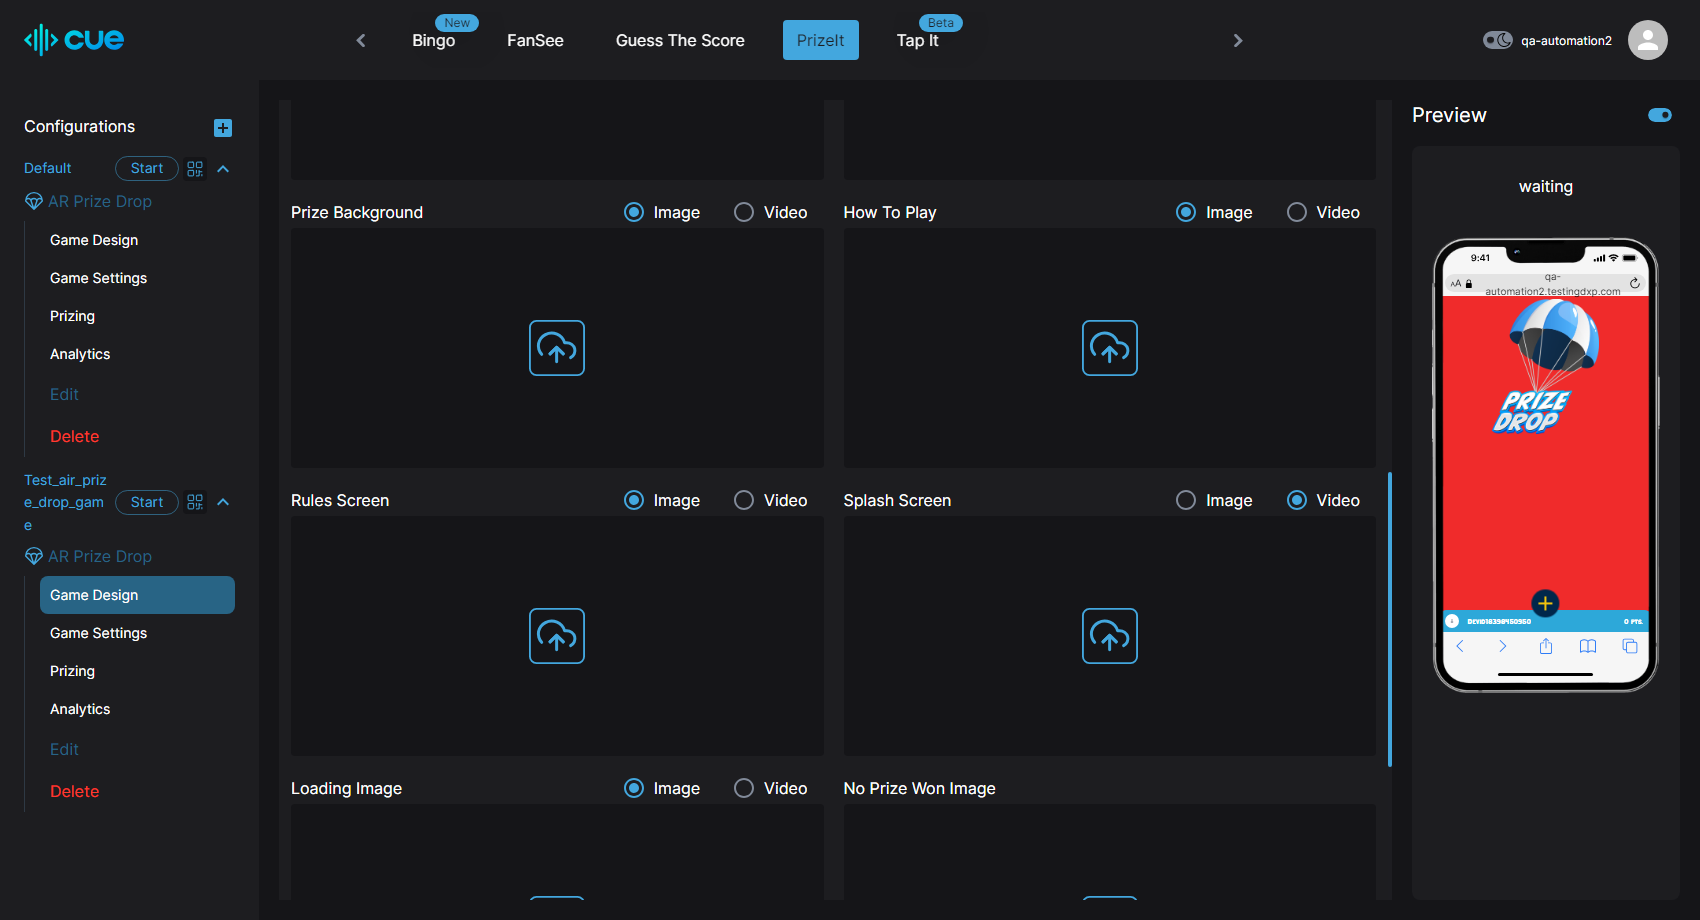 cue
New
Bingo
FanSee
Guess The Score
PrizeIt
Beta
Tap It
qa-automation2
Configurations
Default
Start
AR Prize Drop
Game Design
Game Settings
Prizing
Analytics
Edit
Delete
Test_air_priz
e_drop_gam
e
Start
AR Prize Drop
Game Design
Game Settings
Prizing
Analytics
Edit
Delete
Prize Background
Image
Video
How To Play
Image
Video
Rules Screen
Image
Video
Splash Screen
Image
Video
Loading Image
Image
Video
No Prize Won Image
Preview
waiting
9:41
AA
qa-
automation2.testingdxp.com
PRIZE
DROP
0 PTS.